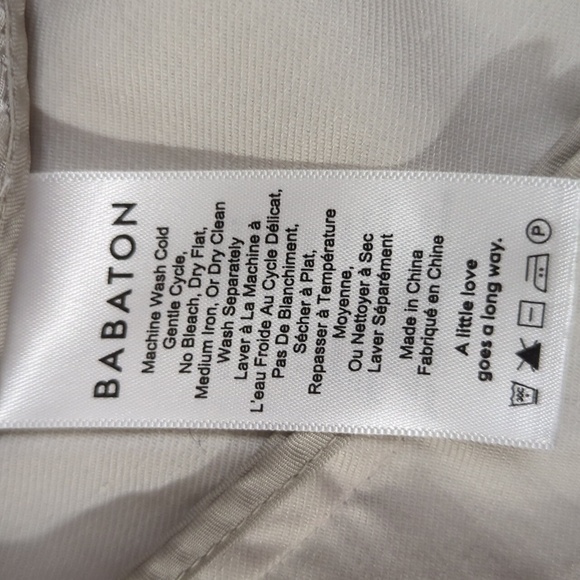 BABATON
Machine Wash Cold
Gentle Cycle,
No Bleach, Dry Flat,
Medium Iron, Or Dry Clean
Wash Separately
Laver à La Machine à
L'eau Froide Au Cycle Délicat,
Pas De Blanchiment,
Sécher à Plat,
Repasser à Température
Moyenne,
Ou Nettoyer à Sec
Laver Séparément
Made in China
Fabriqué en Chine
A little love
goes a long way.
30C P